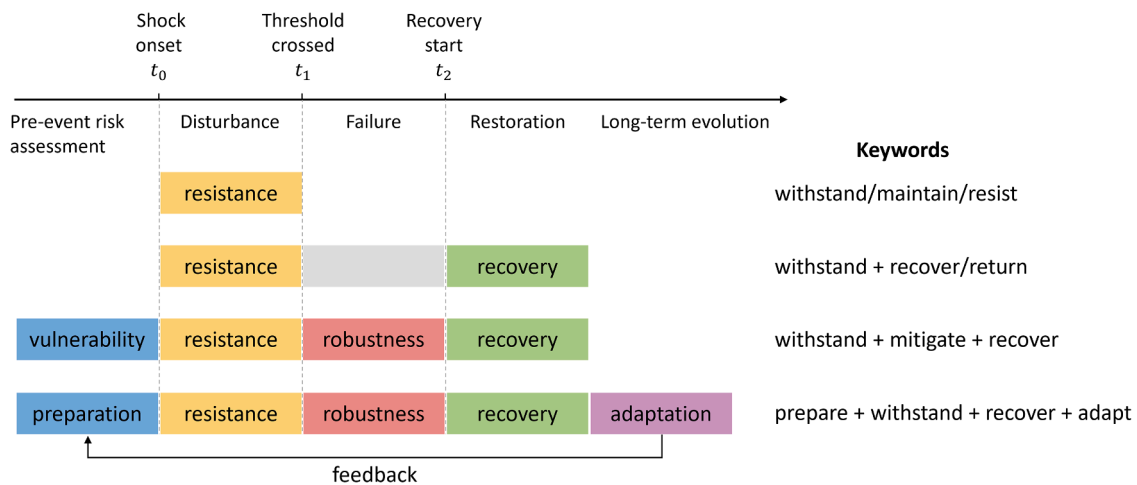 Shock
onset
t₀
Threshold
crossed
t₁
Recovery
start
t₂
Pre-event risk
assessment
Disturbance
Failure
Restoration
Long-term evolution
Keywords
resistance
withstand/maintain/resist
resistance
recovery
withstand + recover/return
vulnerability
resistance
robustness
recovery
withstand + mitigate + recover
preparation
resistance
robustness
recovery
adaptation
prepare + withstand + recover + adapt
feedback